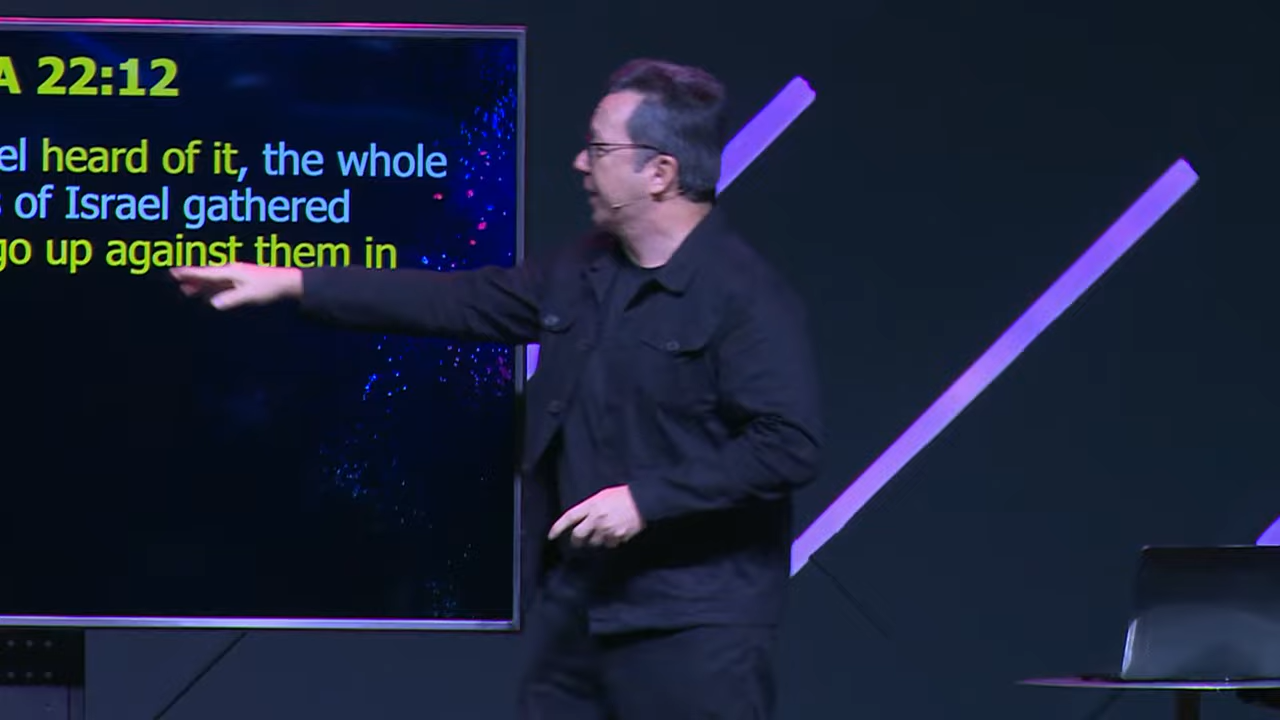 A 22:12
el heard of it, the whole
s of Israel gathered
go up against them in